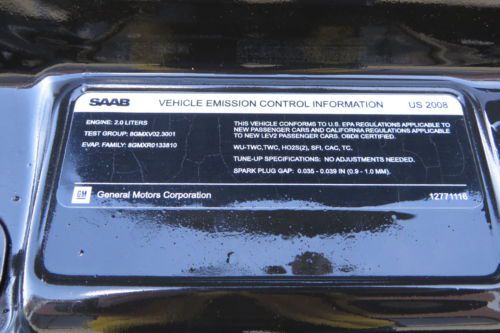 SAAB VEHICLE EMISSION CONTROL INFORMATION US 2008
ENGINE: 2.0 LITERS
TEST GROUP: 8GMXV02.3001
EVAP. FAMILY: 8GMXR0133810
THIS VEHICLE CONFORMS TO U.S. EPA REGULATIONS APPLICABLE TO
NEW PASSENGER CARS AND CALIFORNIA REGULATIONS APPLICABLE
TO NEW LEV2 PASSENGER CARS. OBDII CERTIFIED.
WU-TWC,TWC, HO2S(2), SFI, CAC, TC.
TUNE-UP SPECIFICATIONS: NO ADJUSTMENTS NEEDED.
SPARK PLUG GAP: 0.035 - 0.039 IN (0.9 - 1.0 MM).
GM General Motors Corporation 12771116